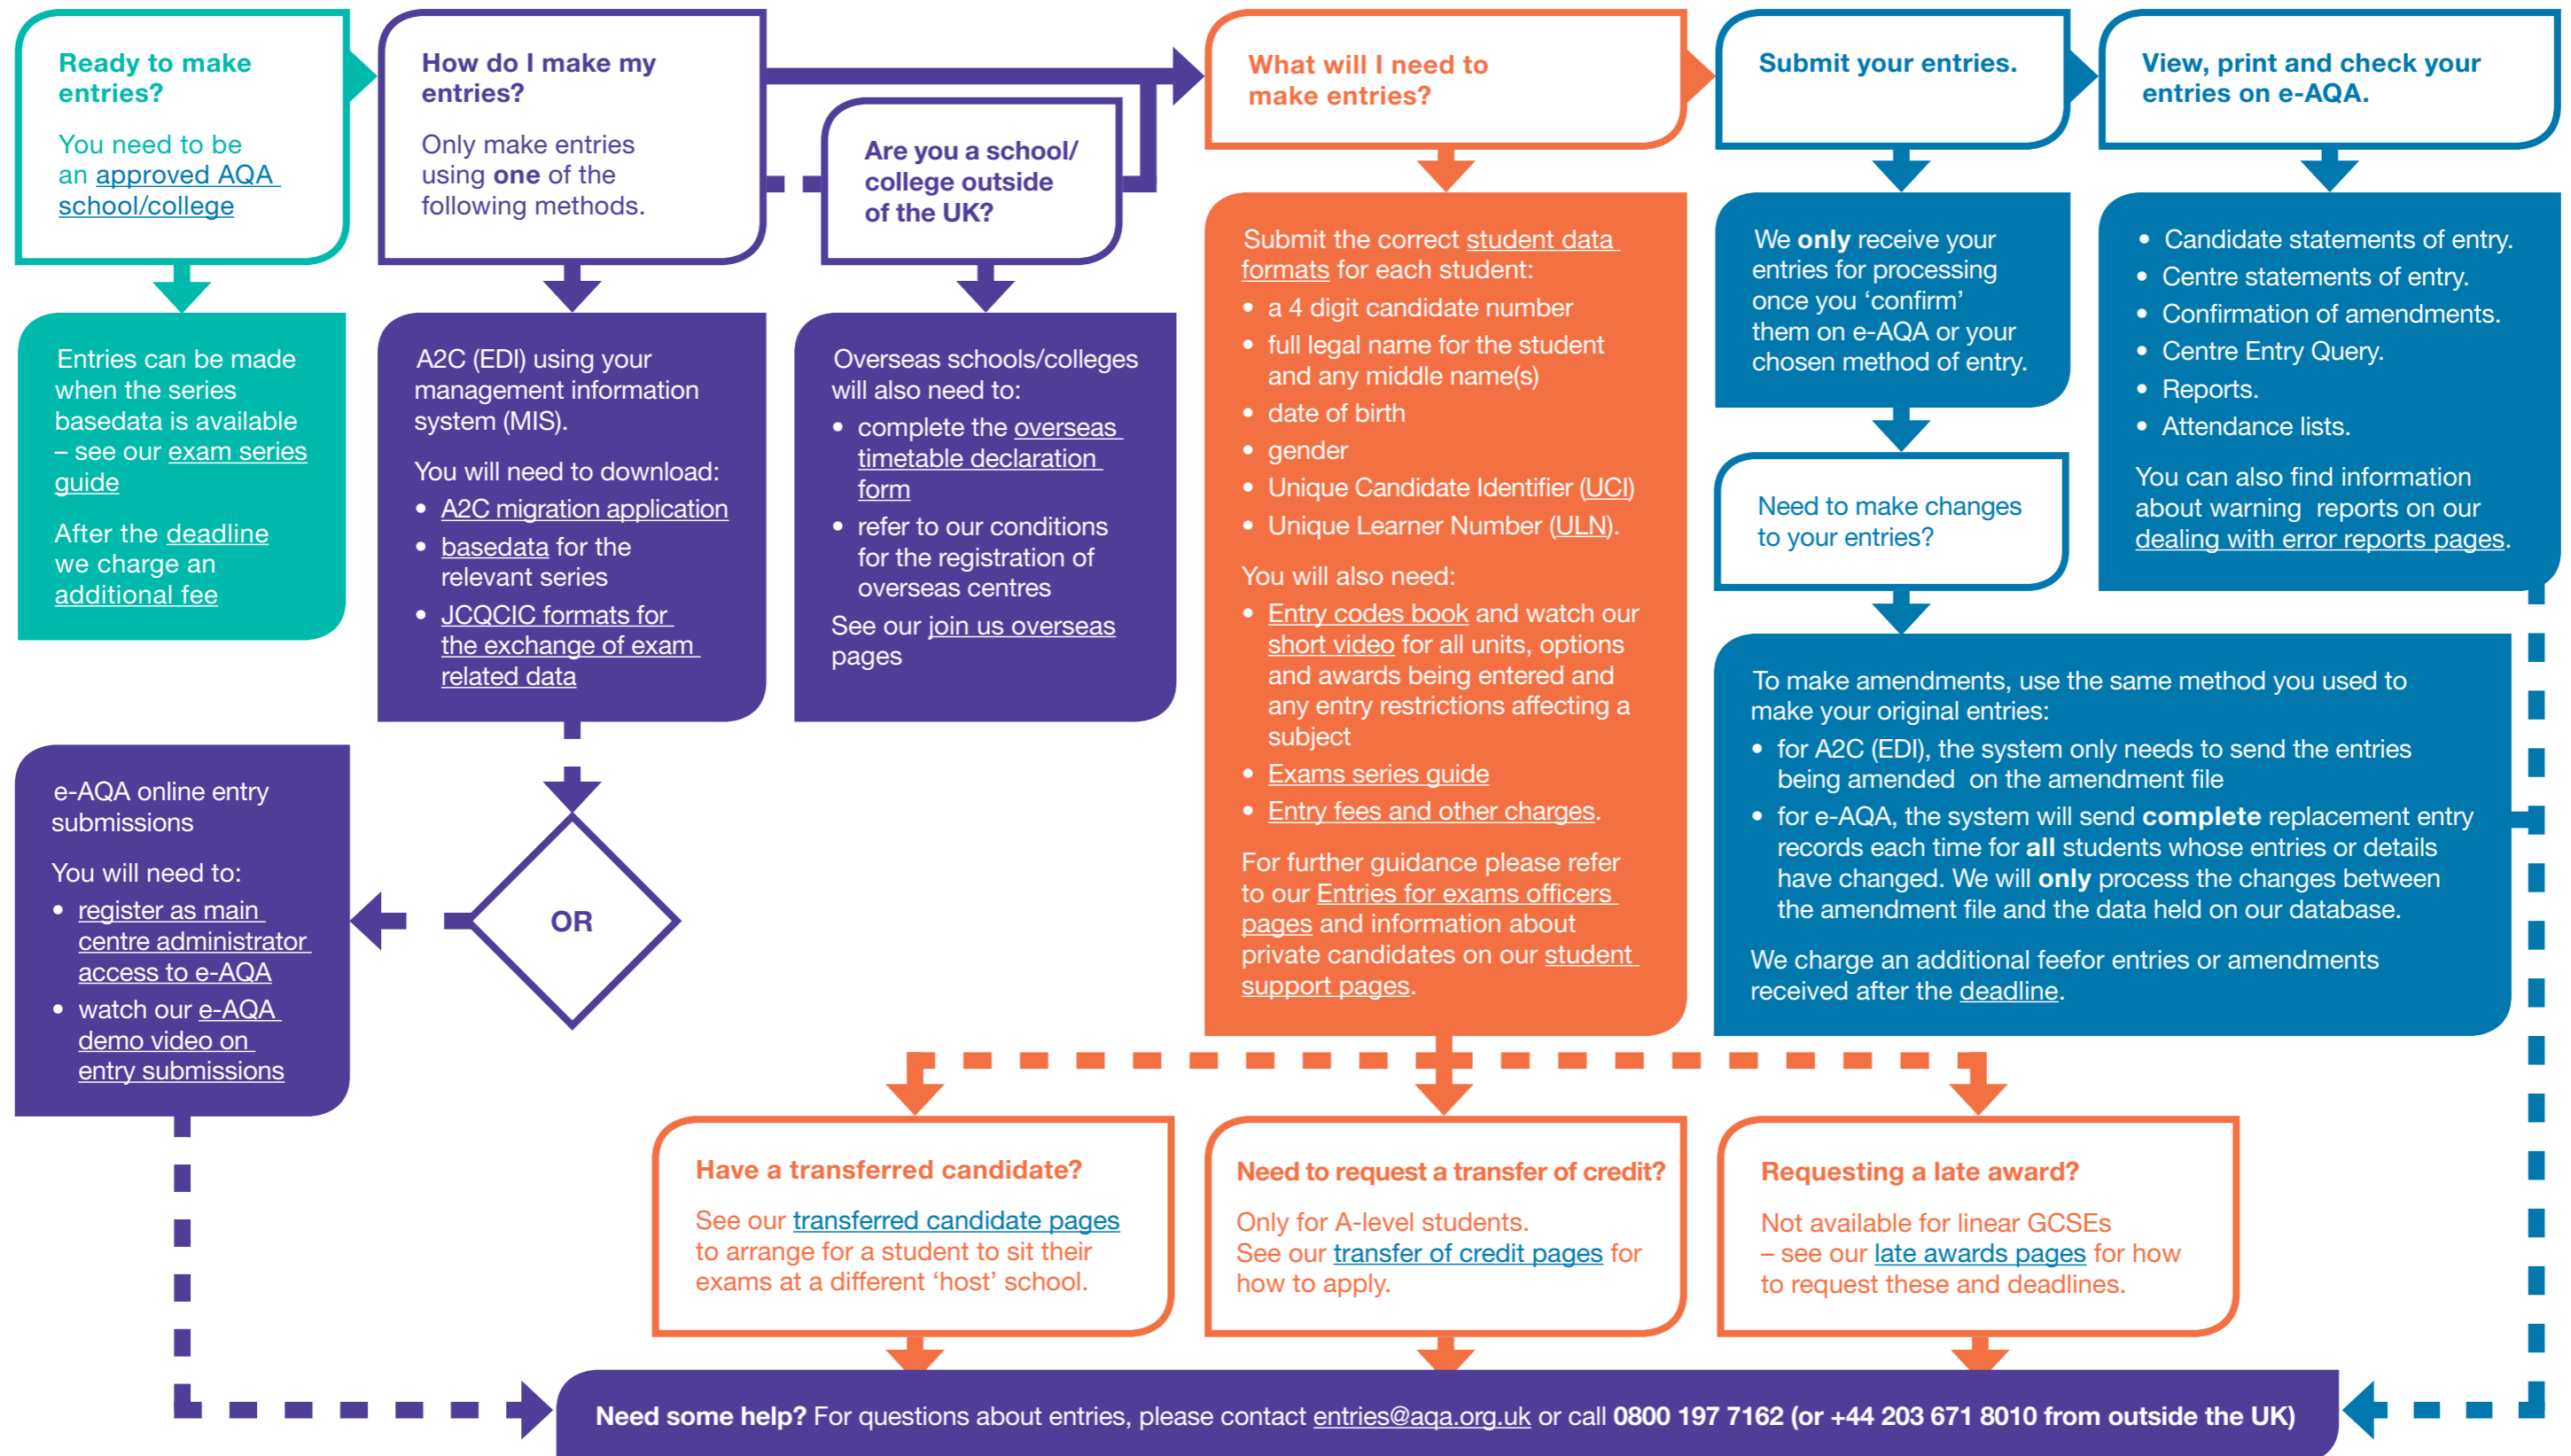 Ready to make
entries?
You need to be
an approved AQA
school/college
Entries can be made
when the series
basedata is available
– see our exam series
guide
After the deadline
we charge an
additional fee
How do I make my
entries?
Only make entries
using one of the
following methods.
A2C (EDI) using your
management information
system (MIS).
You will need to download:
• A2C migration application
• basedata for the
relevant series
• JCQCIC formats for
the exchange of exam
related data
OR
e-AQA online entry
submissions
You will need to:
• register as main
centre administrator
access to e-AQA
• watch our e-AQA
demo video on
entry submissions
Are you a school/
college outside
of the UK?
Overseas schools/colleges
will also need to:
• complete the overseas
timetable declaration
form
• refer to our conditions
for the registration of
overseas centres
See our join us overseas
pages
What will I need to
make entries?
Submit the correct student data
formats for each student:
• a 4 digit candidate number
• full legal name for the student
and any middle name(s)
• date of birth
• gender
• Unique Candidate Identifier (UCI)
• Unique Learner Number (ULN).
You will also need:
• Entry codes book and watch our
short video for all units, options
and awards being entered and
any entry restrictions affecting a
subject
• Exams series guide
• Entry fees and other charges.
For further guidance please refer
to our Entries for exams officers
pages and information about
private candidates on our student
support pages.
Submit your entries.
We only receive your
entries for processing
once you ‘confirm’
them on e-AQA or your
chosen method of entry.
Need to make changes
to your entries?
To make amendments, use the same method you used to
make your original entries:
• for A2C (EDI), the system only needs to send the entries
being amended  on the amendment file
• for e-AQA, the system will send complete replacement entry
records each time for all students whose entries or details
have changed. We will only process the changes between
the amendment file and the data held on our database.
We charge an additional feefor entries or amendments
received after the deadline.
View, print and check your
entries on e-AQA.
• Candidate statements of entry.
• Centre statements of entry.
• Confirmation of amendments.
• Centre Entry Query.
• Reports.
• Attendance lists.
You can also find information
about warning  reports on our
dealing with error reports pages.
Have a transferred candidate?
See our transferred candidate pages
to arrange for a student to sit their
exams at a different ‘host’ school.
Need to request a transfer of credit?
Only for A-level students.
See our transfer of credit pages for
how to apply.
Requesting a late award?
Not available for linear GCSEs
– see our late awards pages for how
to request these and deadlines.
Need some help? For questions about entries, please contact entries@aqa.org.uk or call 0800 197 7162 (or +44 203 671 8010 from outside the UK)